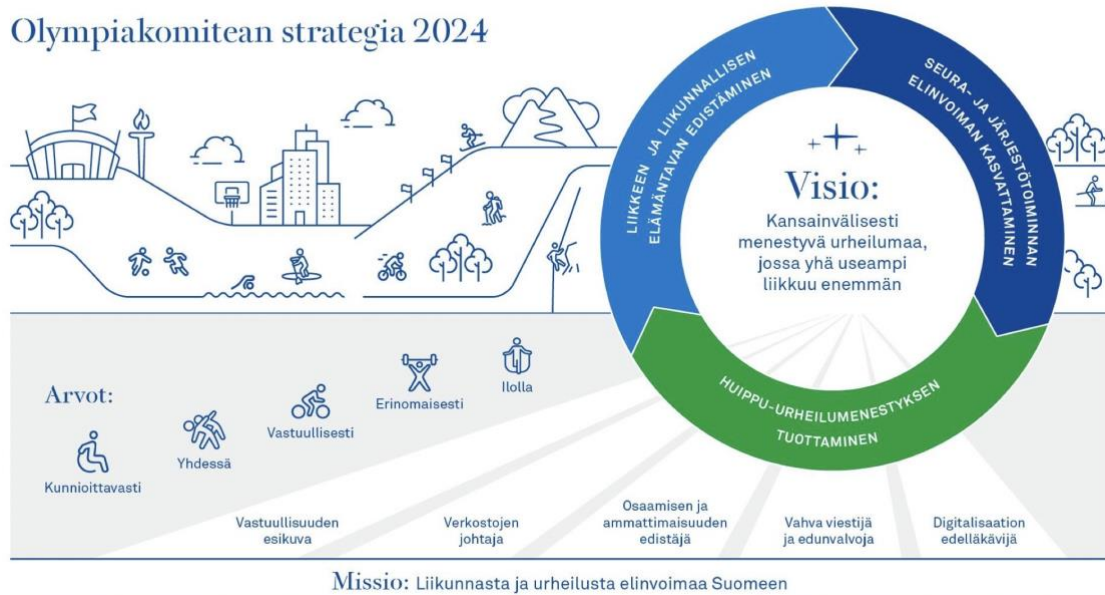 Olympiakomitean strategia 2024
LIIKKEEN JA LIIKUNNALLISEN
ELÄMÄNTAVAN EDISTÄMINEN
SEURA- JA JÄRJESTÖTOIMINNAN
ELINVOIMAN KASVATTAMINEN
HUIPPU-URHEILUMENESTYKSEN
TUOTTAMINEN
Visio:
Kansainvälisesti
menestyvä urheilumaa,
jossa yhä useampi
liikkuu enemmän
Arvot:
Kunnioittavasti
Yhdessä
Vastuullisesti
Erinomaisesti
Ilolla
Vastuullisuuden
esikuva
Verkostojen
johtaja
Osaamisen ja
ammattimaisuuden
edistäjä
Vahva viestijä
ja edunvalvoja
Digitalisaation
edelläkävijä
Missio: Liikunnasta ja urheilusta elinvoimaa Suomeen